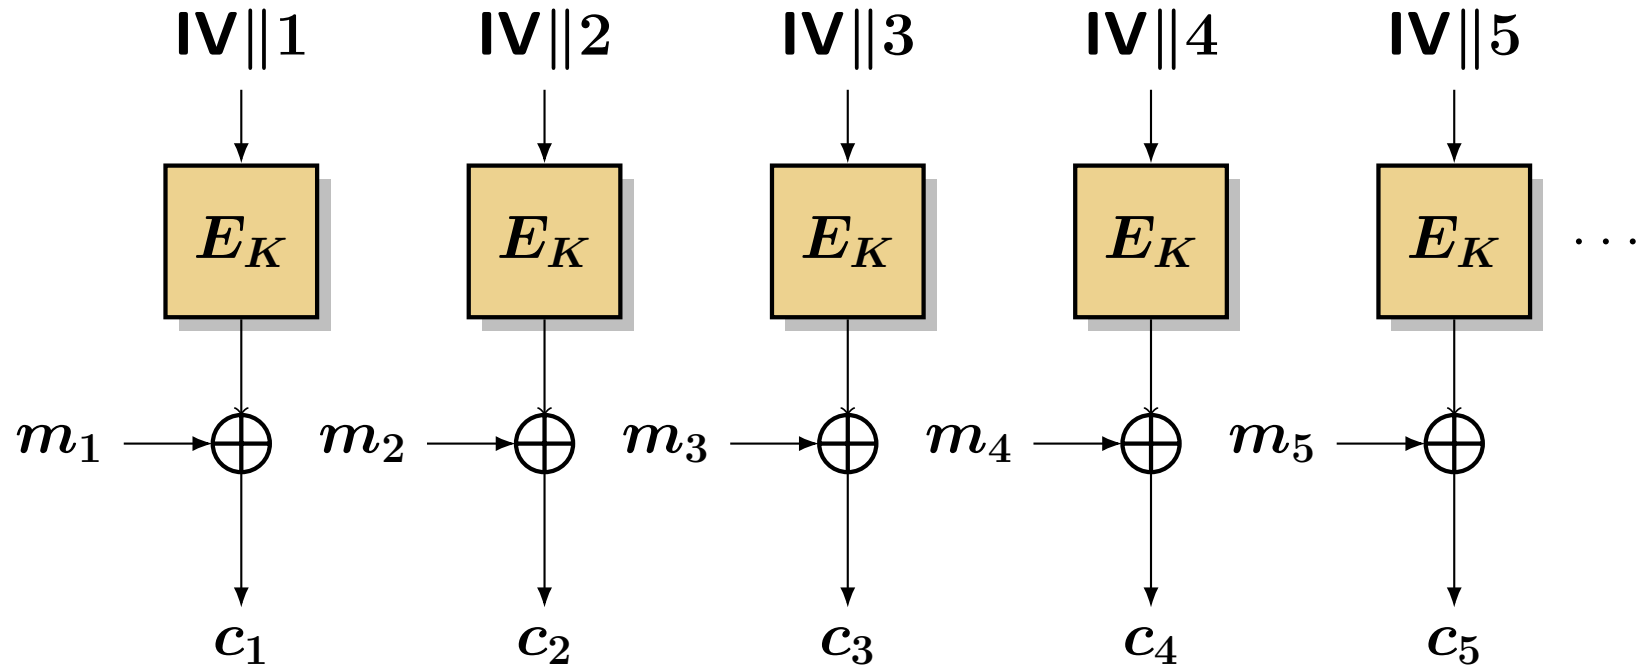 IV∥1 IV∥2 IV∥3 IV∥4 IV∥5
E_K E_K E_K E_K E_K ···
m_1 m_2 m_3 m_4 m_5
c_1 c_2 c_3 c_4 c_5